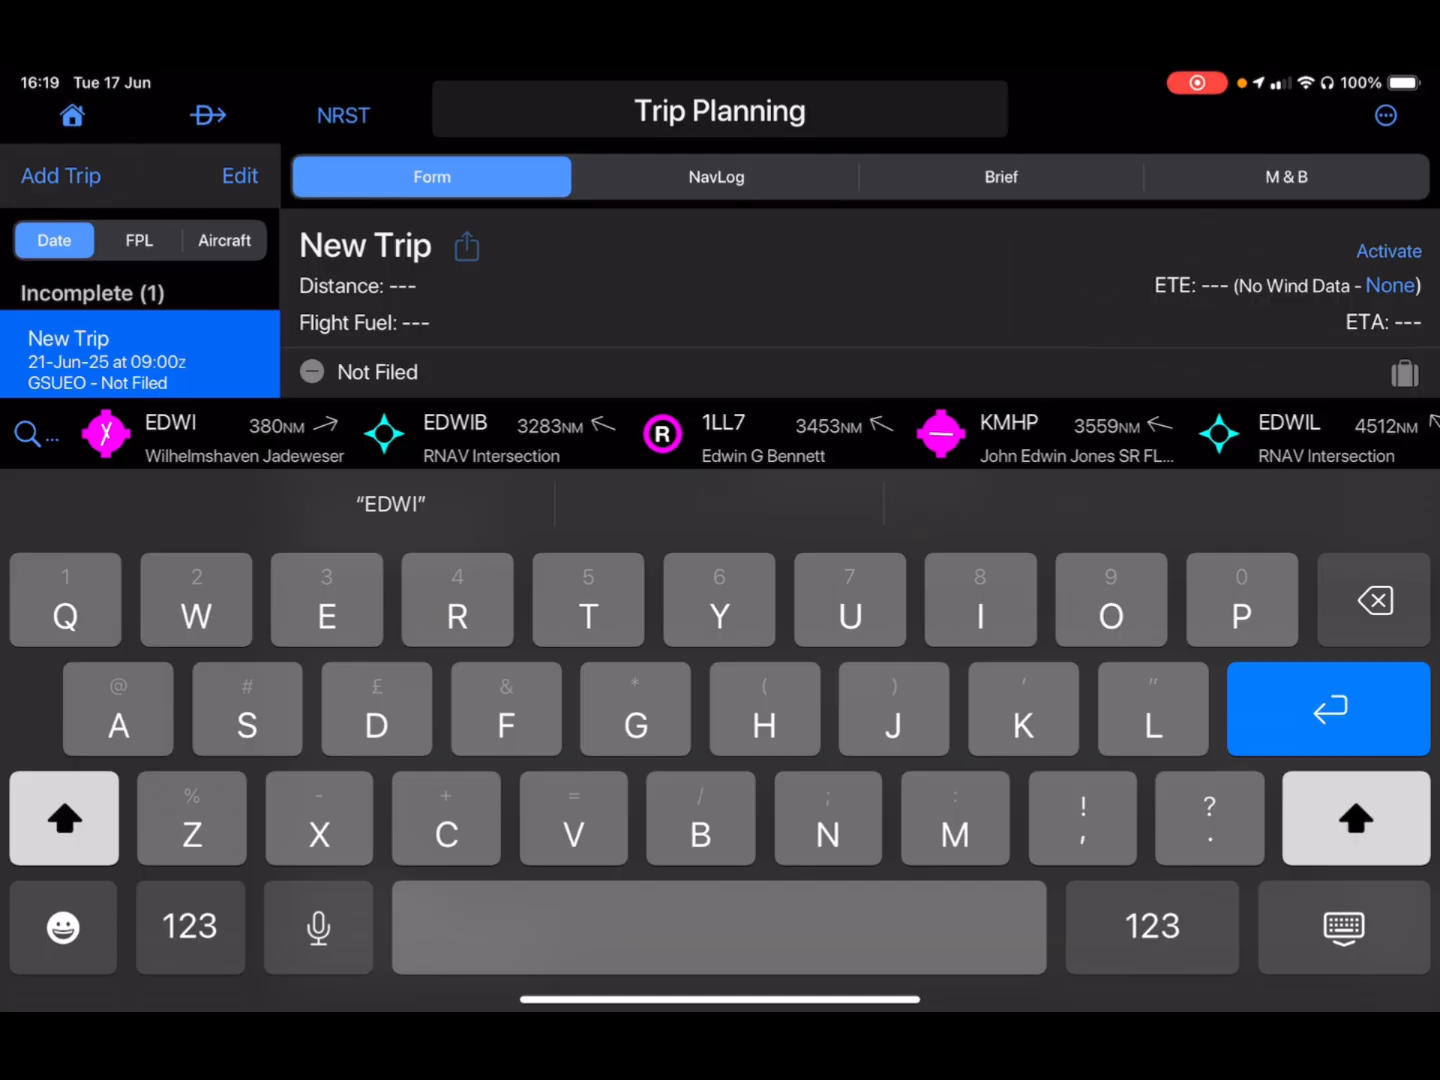 16:19 Tue 17 Jun
100%
NRST
Trip Planning
Add Trip
Edit
Form
NavLog
Brief
M & B
Date
FPL
Aircraft
New Trip
Activate
Distance: ---
ETE: --- (No Wind Data - None)
Incomplete (1)
Flight Fuel: ---
ETA: ---
New Trip
21-Jun-25 at 09:00z
GSUEO - Not Filed
Not Filed
...
EDWI 380NM
Wilhelmshaven Jadeweser
EDWIB 3283NM
RNAV Intersection
R
1LL7 3453NM
Edwin G Bennett
KMHP 3559NM
John Edwin Jones SR FL...
EDWIL 4512NM
RNAV Intersection
“EDWI”
1 2 3 4 5 6 7 8 9 0
Q W E R T Y U I O P
@ # £ & * ( ) ' "
A S D F G H J K L
% - + = / ; : ! ?
Z X C V B N M , .
123
123